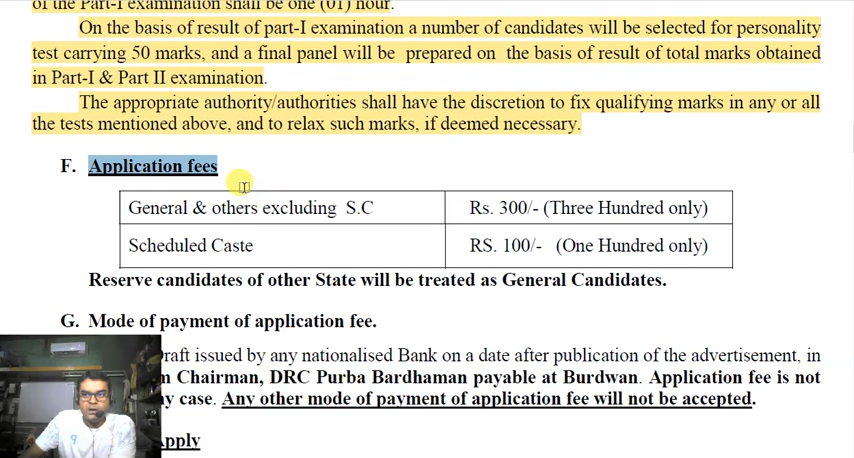 of the Part-I examination shall be one (01) hour.
On the basis of result of part-I examination a number of candidates will be selected for personality
test carrying 50 marks, and a final panel will be prepared on the basis of result of total marks obtained
in Part-I & Part II examination.
The appropriate authority/authorities shall have the discretion to fix qualifying marks in any or all
the tests mentioned above, and to relax such marks, if deemed necessary.
F. Application fees
General & others excluding S.C Rs. 300/- (Three Hundred only)
Scheduled Caste RS. 100/- (One Hundred only)
Reserve candidates of other State will be treated as General Candidates.
G. Mode of payment of application fee.
raft issued by any nationalised Bank on a date after publication of the advertisement, in
m Chairman, DRC Purba Bardhaman payable at Burdwan. Application fee is not
y case. Any other mode of payment of application fee will not be accepted.
Apply